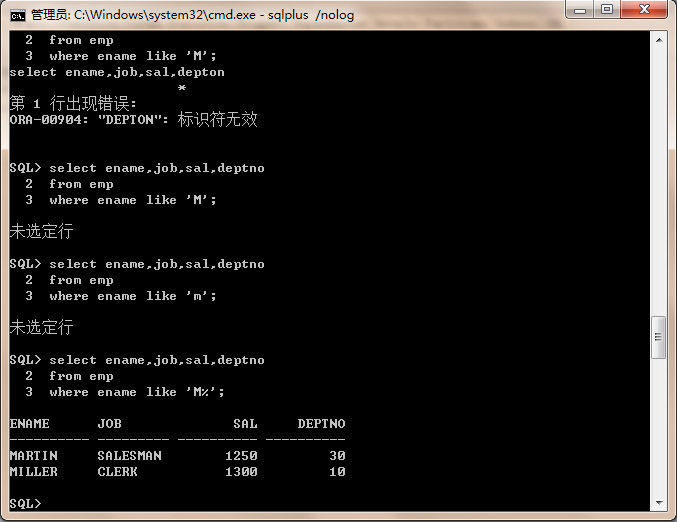 管理员: C:\Windows\system32\cmd.exe - sqlplus /nolog
2 from emp
3 where ename like 'M';
select ename,job,sal,depton
*
第 1 行出现错误:
ORA-00904: "DEPTON": 标识符无效
SQL> select ename,job,sal,deptno
2 from emp
3 where ename like 'M';
未选定行
SQL> select ename,job,sal,deptno
2 from emp
3 where ename like 'm';
未选定行
SQL> select ename,job,sal,deptno
2 from emp
3 where ename like 'M%';
ENAME JOB SAL DEPTNO
---------- --------- ---------- ----------
MARTIN SALESMAN 1250 30
MILLER CLERK 1300 10
SQL>